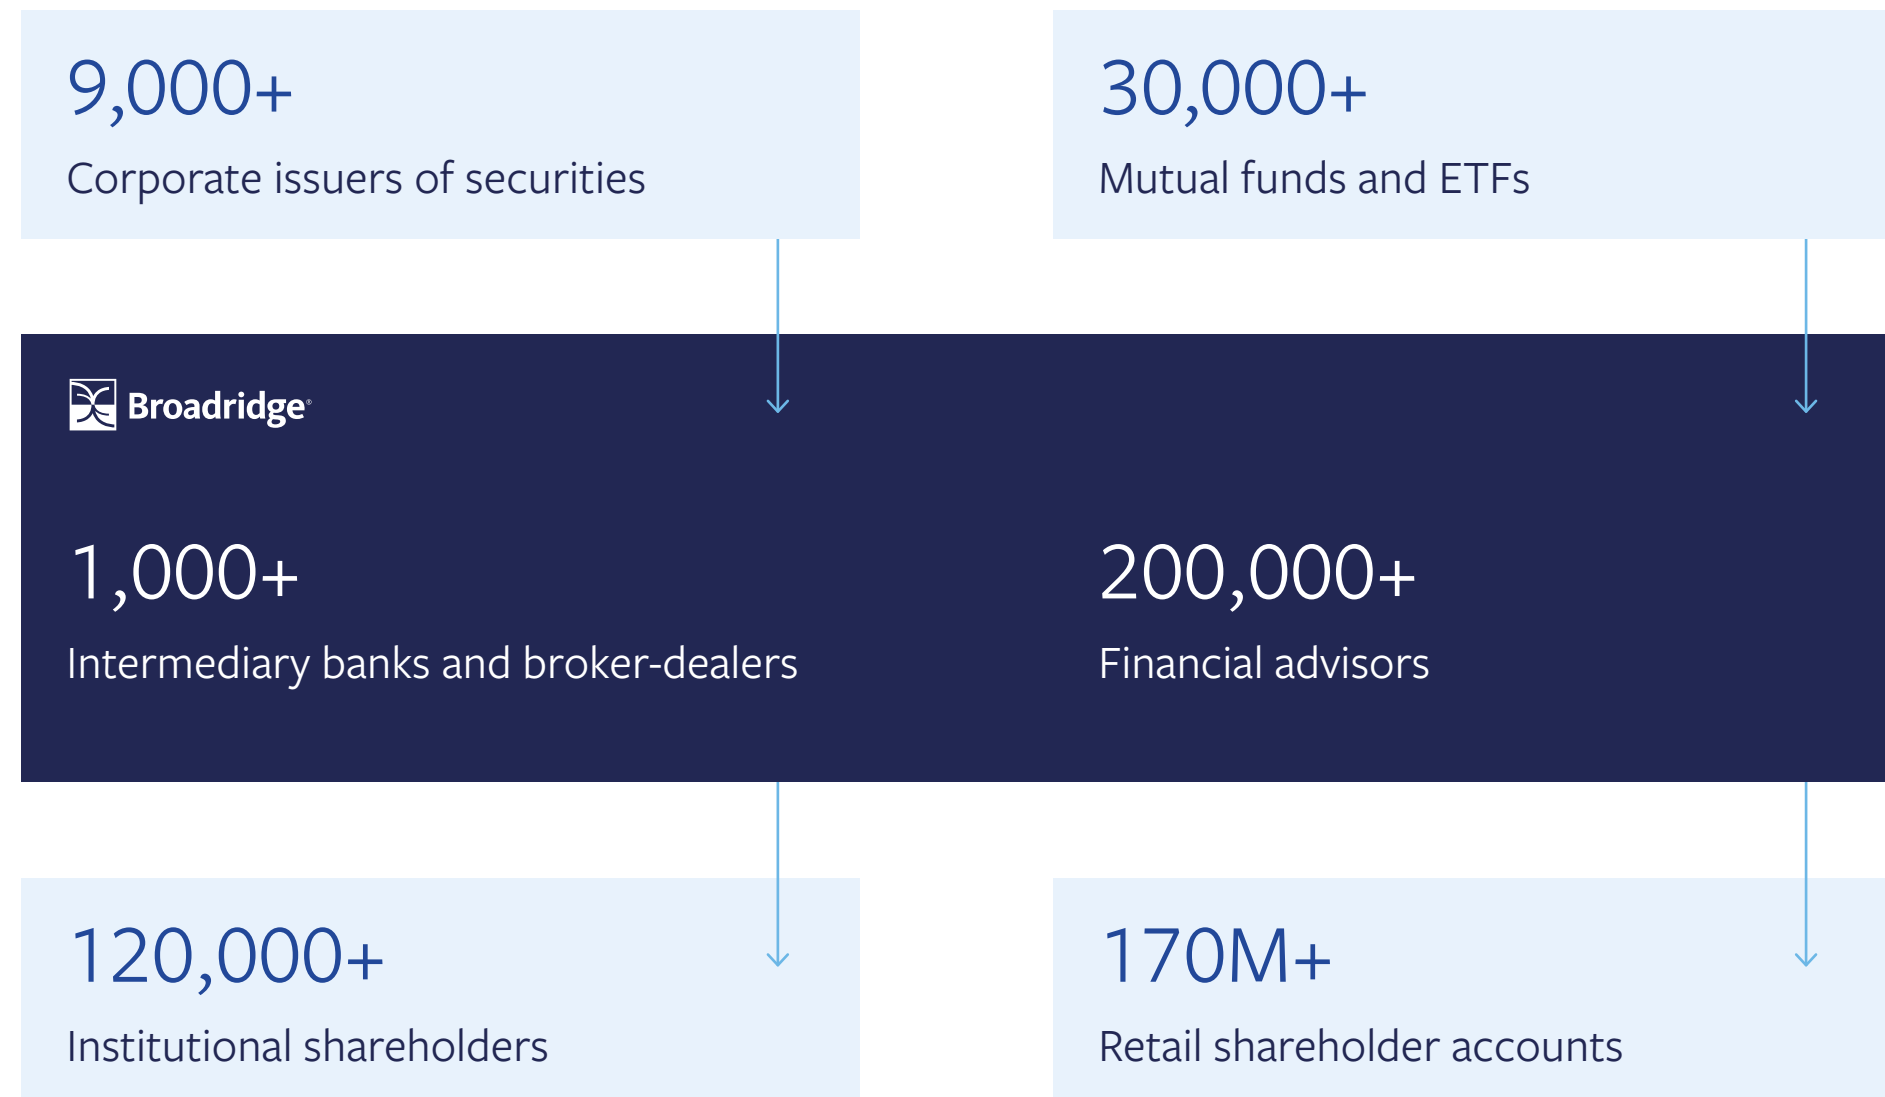 9,000+
Corporate issuers of securities
30,000+
Mutual funds and ETFs
Broadridge®
1,000+
Intermediary banks and broker-dealers
200,000+
Financial advisors
120,000+
Institutional shareholders
170M+
Retail shareholder accounts